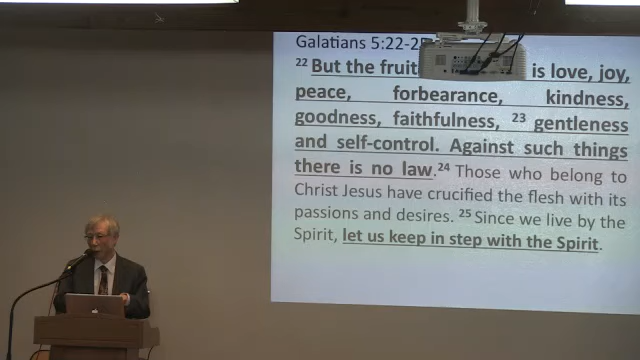 Galatians 5:22-2
22 But the fruit is love, joy,
peace, forbearance, kindness,
goodness, faithfulness, 23 gentleness
and self-control. Against such things
there is no law.24 Those who belong to
Christ Jesus have crucified the flesh with its
passions and desires. 25 Since we live by the
Spirit, let us keep in step with the Spirit.